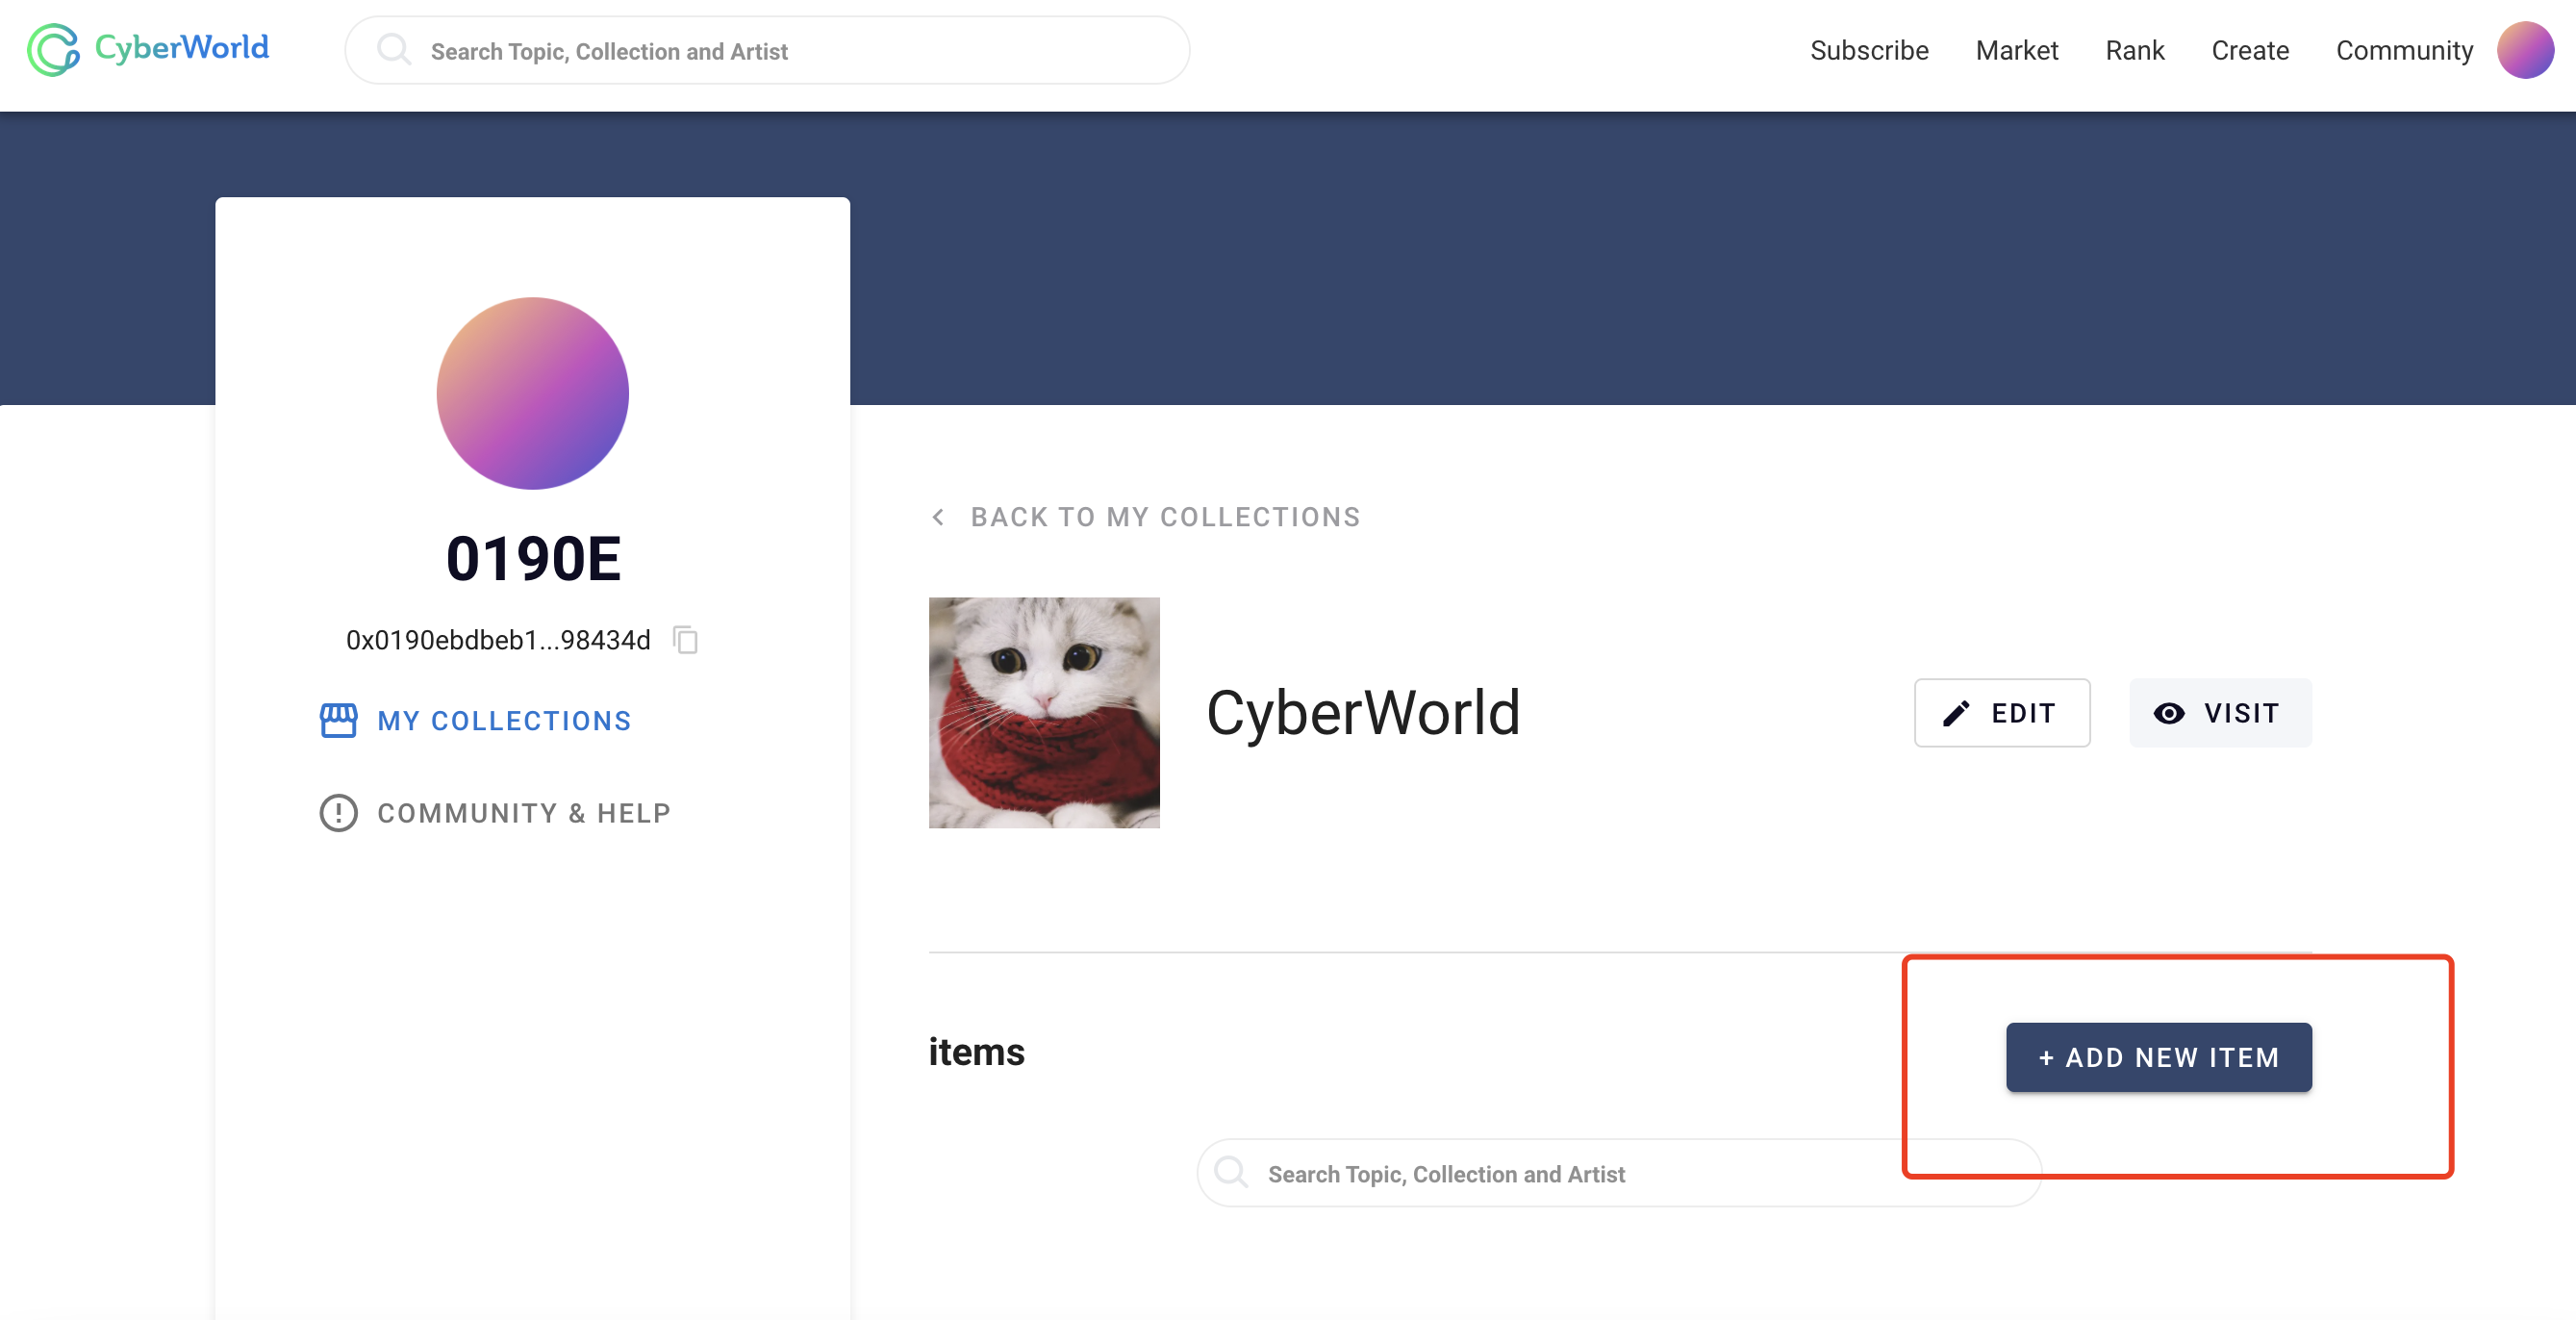 CyberWorld
Search Topic, Collection and Artist
Subscribe Market Rank Create Community
0190E
0x0190ebdbeb1...98434d
MY COLLECTIONS
COMMUNITY & HELP
BACK TO MY COLLECTIONS
CyberWorld
EDIT
VISIT
items
+ ADD NEW ITEM
Search Topic, Collection and Artist